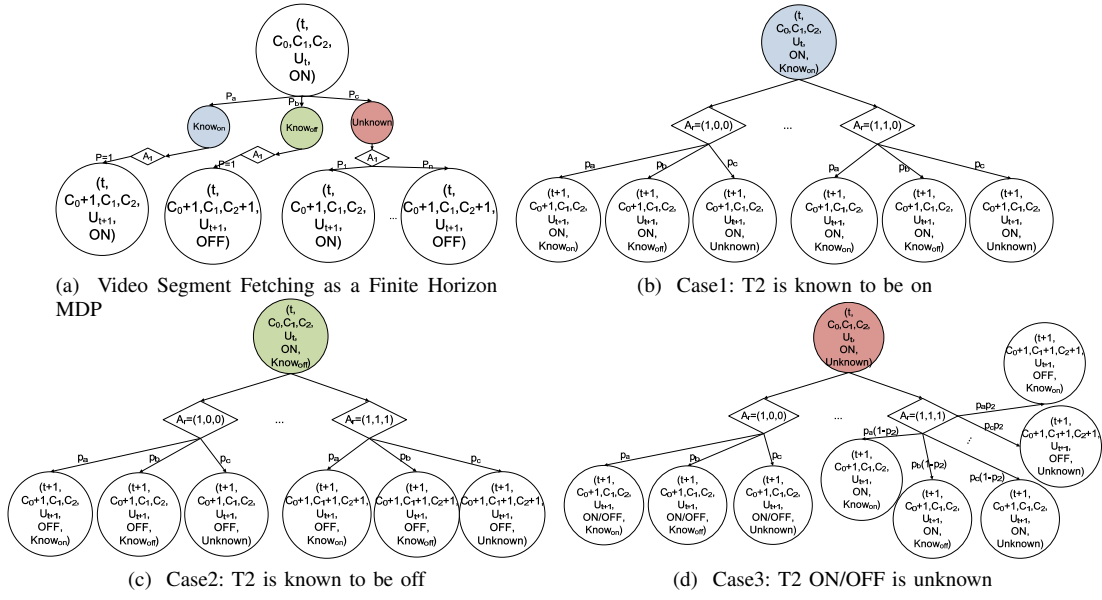 (t,
C0,C1,C2,
Ut,
ON)
Pa
Pb
Pc
Knowon
Knowoff
Unknown
P=1
A1
P=1
A1
A1
P1
Pn
(t,
C0+1,C1,C2,
Ut+1,
ON)
(t,
C0+1,C1,C2+1,
Ut+1,
OFF)
(t,
C0+1,C1,C2,
Ut+1,
ON)
...
(t,
C0+1,C1,C2+1,
Ut+1,
OFF)
(a) Video Segment Fetching as a Finite Horizon
MDP
(t,
C0,C1,C2,
Ut,
ON,
Knowon)
Ar=(1,0,0)
...
Ar=(1,1,0)
pa
pb
pc
pa
pb
pc
(t+1,
C0+1,C1,C2,
Ut+1,
ON,
Knowon)
(t+1,
C0+1,C1,C2,
Ut+1,
ON,
Knowoff)
(t+1,
C0+1,C1,C2,
Ut+1,
ON,
Unknown)
(t+1,
C0+1,C1,C2,
Ut+1,
ON,
Knowon)
(t+1,
C0+1,C1,C2,
Ut+1,
ON,
Knowoff)
(t+1,
C0+1,C1,C2,
Ut+1,
ON,
Unknown)
(b) Case1: T2 is known to be on
(t,
C0,C1,C2,
Ut,
ON,
Knowoff)
Ar=(1,0,0)
...
Ar=(1,1,1)
pa
pb
pc
pa
pb
pc
(t+1,
C0+1,C1,C2,
Ut+1,
OFF,
Knowon)
(t+1,
C0+1,C1,C2,
Ut+1,
OFF,
Knowoff)
(t+1,
C0+1,C1,C2,
Ut+1,
OFF,
Unknown)
(t+1,
C0+1,C1+1,C2+1,
Ut+1,
OFF,
Knowon)
(t+1,
C0+1,C1+1,C2+1,
Ut+1,
OFF,
Knowoff)
(t+1,
C0+1,C1+1,C2+1,
Ut+1,
OFF,
Unknown)
(c) Case2: T2 is known to be off
(t,
C0,C1,C2,
Ut,
ON,
Unknown)
Ar=(1,0,0)
...
Ar=(1,1,1)
pa
pb
pc
pa(1-p2)
pb(1-p2)
pc(1-p2)
pap2
pcp2
...
(t+1,
C0+1,C1+1,C2+1,
Ut+1,
OFF,
Knowon)
(t+1,
C0+1,C1+1,C2+1,
Ut+1,
OFF,
Unknown)
(t+1,
C0+1,C1,C2,
Ut+1,
ON/OFF,
Knowon)
(t+1,
C0+1,C1,C2,
Ut+1,
ON/OFF,
Knowoff)
(t+1,
C0+1,C1,C2,
Ut+1,
ON/OFF,
Unknown)
(t+1,
C0+1,C1,C2,
Ut+1,
ON,
Knowon)
(t+1,
C0+1,C1,C2,
Ut+1,
ON,
Knowoff)
(t+1,
C0+1,C1,C2,
Ut+1,
ON,
Unknown)
(d) Case3: T2 ON/OFF is unknown